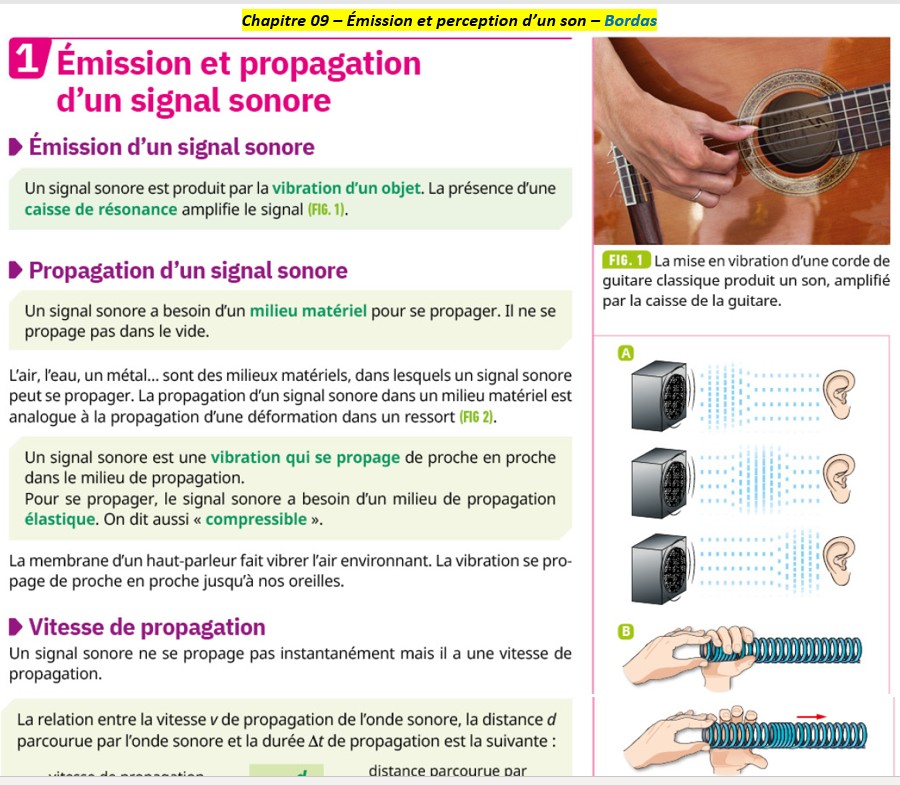 Chapitre 09 – Émission et perception d’un son – Bordas
1 Émission et propagation
d’un signal sonore
Émission d’un signal sonore
Un signal sonore est produit par la vibration d’un objet. La présence d’une
caisse de résonance amplifie le signal (FIG. 1).
Propagation d’un signal sonore
Un signal sonore a besoin d’un milieu matériel pour se propager. Il ne se
propage pas dans le vide.
L’air, l’eau, un métal... sont des milieux matériels, dans lesquels un signal sonore
peut se propager. La propagation d’un signal sonore dans un milieu matériel est
analogue à la propagation d’une déformation dans un ressort (FIG 2).
Un signal sonore est une vibration qui se propage de proche en proche
dans le milieu de propagation.
Pour se propager, le signal sonore a besoin d’un milieu de propagation
élastique. On dit aussi « compressible ».
La membrane d’un haut-parleur fait vibrer l’air environnant. La vibration se pro-
page de proche en proche jusqu’à nos oreilles.
Vitesse de propagation
Un signal sonore ne se propage pas instantanément mais il a une vitesse de
propagation.
La relation entre la vitesse v de propagation de l’onde sonore, la distance d
parcourue par l’onde sonore et la durée Δt de propagation est la suivante :
vitesse de propagation
d
distance parcourue par
FIG. 1 La mise en vibration d’une corde de
guitare classique produit un son, amplifié
par la caisse de la guitare.
A
B